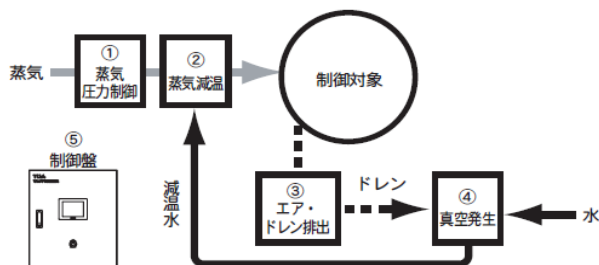 蒸気
①
蒸気
圧力制御
②
蒸気減温
制御対象
⑤
制御盤
減温水
③
エア・
ドレン排出
ドレン
④
真空発生
水